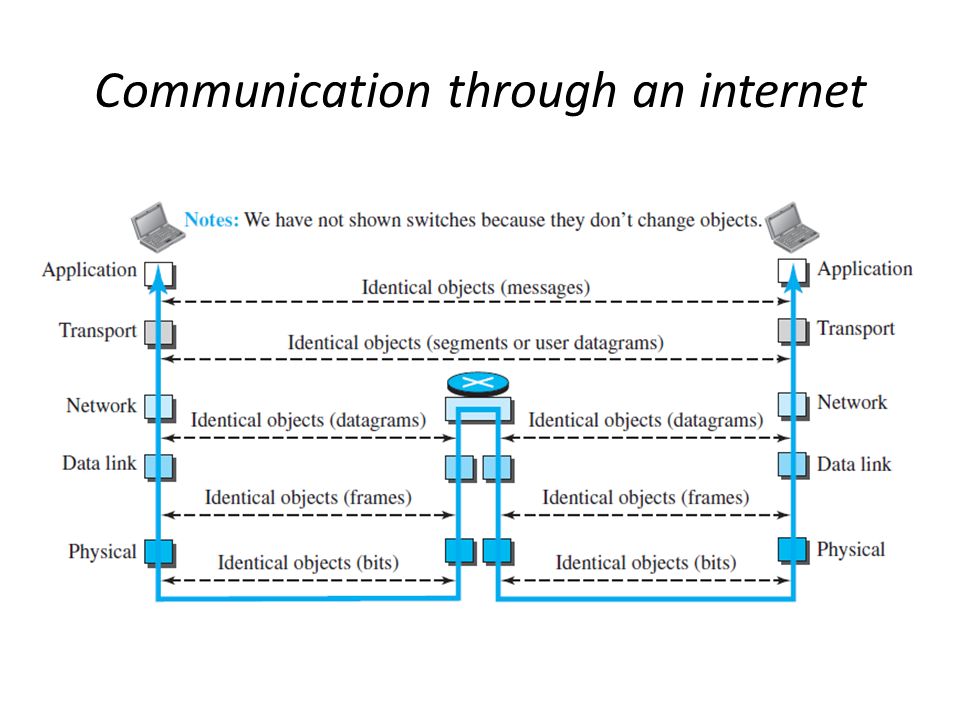 Communication through an internet
Notes: We have not shown switches because they don't change objects.
Application Application
Identical objects (messages)
Transport Transport
Identical objects (segments or user datagrams)
Network Network
Identical objects (datagrams) Identical objects (datagrams)
Data link Data link
Identical objects (frames) Identical objects (frames)
Physical Physical
Identical objects (bits) Identical objects (bits)